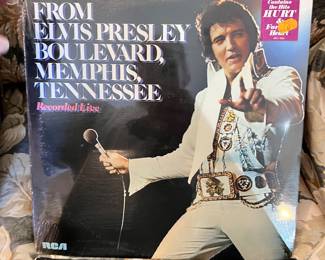 FROM
ELVIS PRESLEY
BOULEVARD,
MEMPHIS,
TENNESSEE
Recorded Live
Contains
the Hits
HURT
For
Heart
RCA